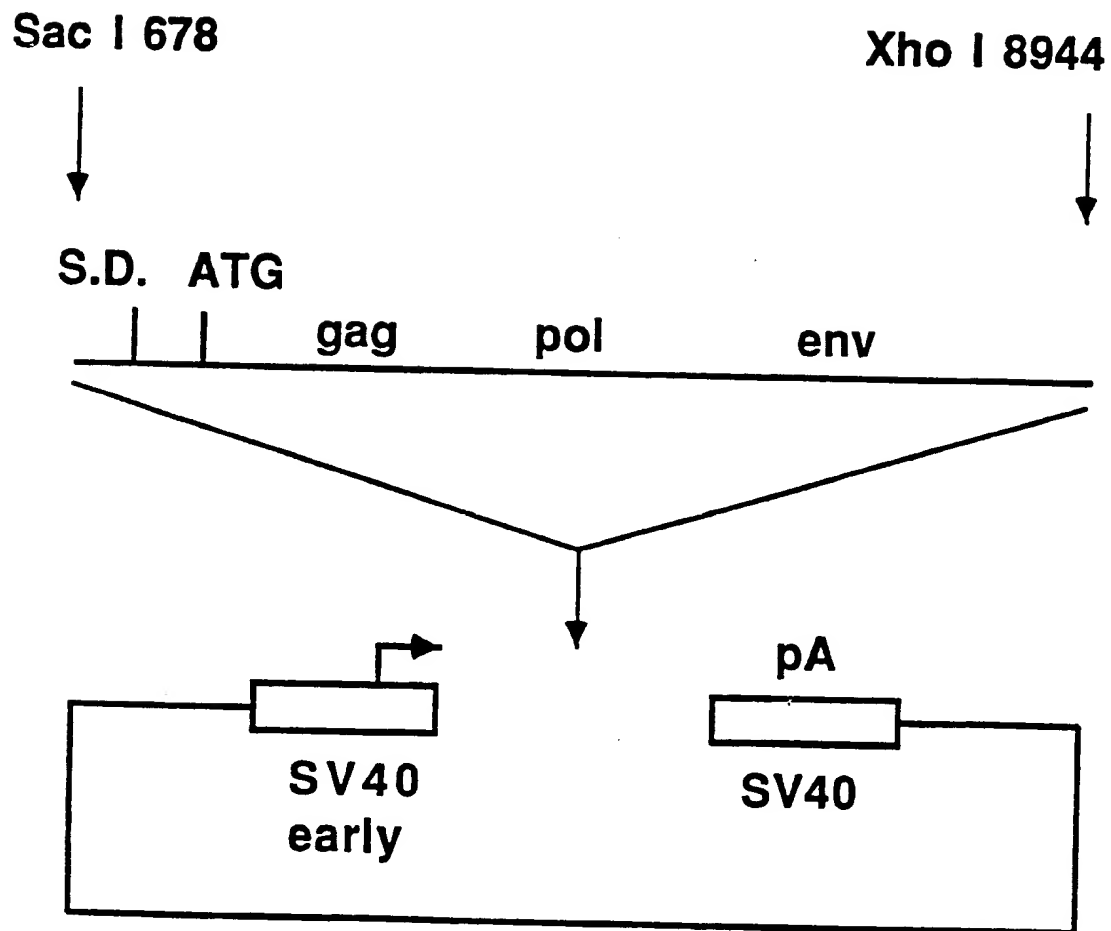 Sac I 678
Xho I 8944
S.D. ATG
gag pol env
pA
SV40
early
SV40